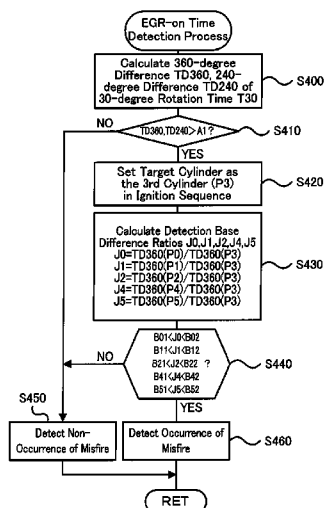 EGR-on Time
Detection Process
Calculate 360-degree
Difference TD360, 240-
degree Difference TD240 of
30-degree Rotation Time T30
S400
NO
TD360,TD240>A1?
S410
YES
Set Target Cylinder as
the 3rd Cylinder (P3)
in Ignition Sequence
S420
Calculate Detection Base
Difference Ratios J0,J1,J2,J4,J5
J0=TD360(P0)/TD360(P3)
J1=TD360(P1)/TD360(P3)
J2=TD360(P2)/TD360(P3)
J4=TD360(P4)/TD360(P3)
J5=TD360(P5)/TD360(P3)
S430
B01<J0<B02
B11<J1<B12
B21<J2<B22 ?
B41<J4<B42
B51<J5<B52
NO
S440
S450
YES
Detect Non-
Occurrence of Misfire
Detect Occurrence of
Misfire
S460
RET